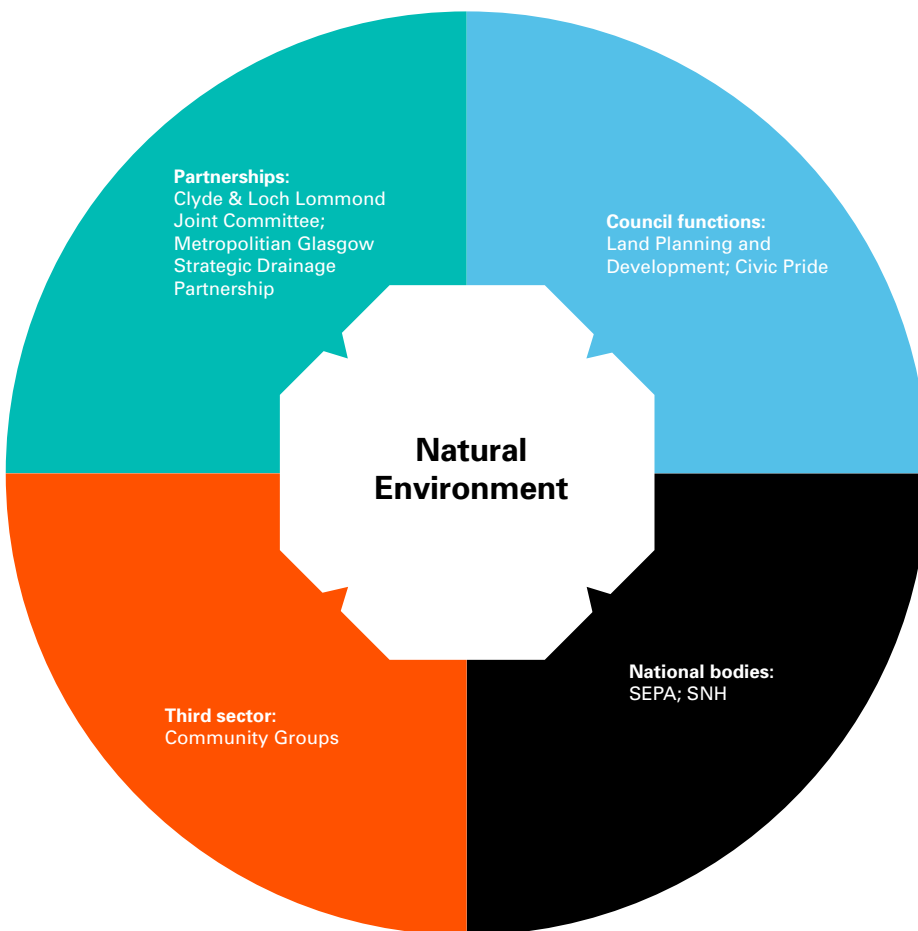 Partnerships:
Clyde & Loch Lommond
Joint Committee;
Metropolitian Glasgow
Strategic Drainage
Partnership
Council functions:
Land Planning and
Development; Civic Pride
Natural
Environment
Third sector:
Community Groups
National bodies:
SEPA; SNH